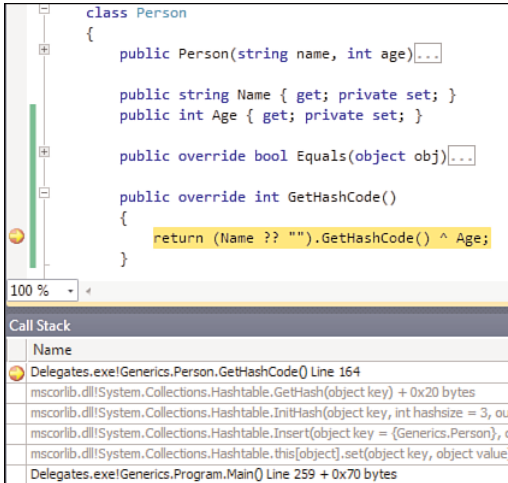 class Person
{
public Person(string name, int age)...
public string Name { get; private set; }
public int Age { get; private set; }
public override bool Equals(object obj)...
public override int GetHashCode()
{
return (Name ?? "").GetHashCode() ^ Age;
}
100 %
Call Stack
Name
Delegates.exe!Generics.Person.GetHashCode() Line 164
mscorlib.dll!System.Collections.Hashtable.GetHash(object key) + 0x20 bytes
mscorlib.dll!System.Collections.Hashtable.InitHash(object key, int hashsize = 3, ou
mscorlib.dll!System.Collections.Hashtable.Insert(object key = {Generics.Person},
mscorlib.dll!System.Collections.Hashtable.this[object].set(object key, object value
Delegates.exe!Generics.Program.Main() Line 259 + 0x70 bytes